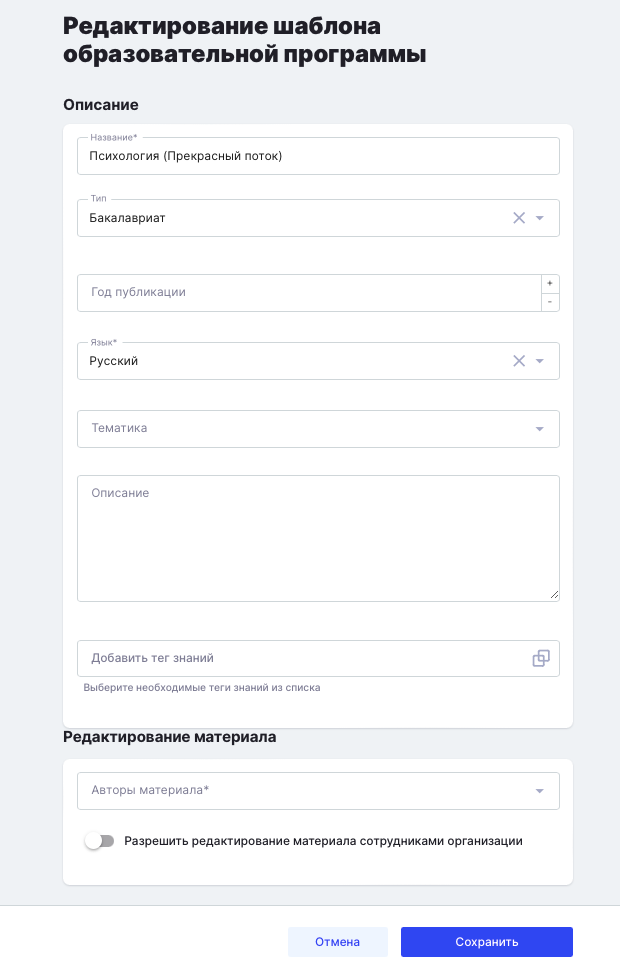 Редактирование шаблона
образовательной программы
Описание
Название*
Психология (Прекрасный поток)
Тип
Бакалавриат
Год публикации
+
-
Язык*
Русский
Тематика
Описание
Добавить тег знаний
Выберите необходимые теги знаний из списка
Редактирование материала
Авторы материала*
Разрешить редактирование материала сотрудниками организации
Отмена
Сохранить